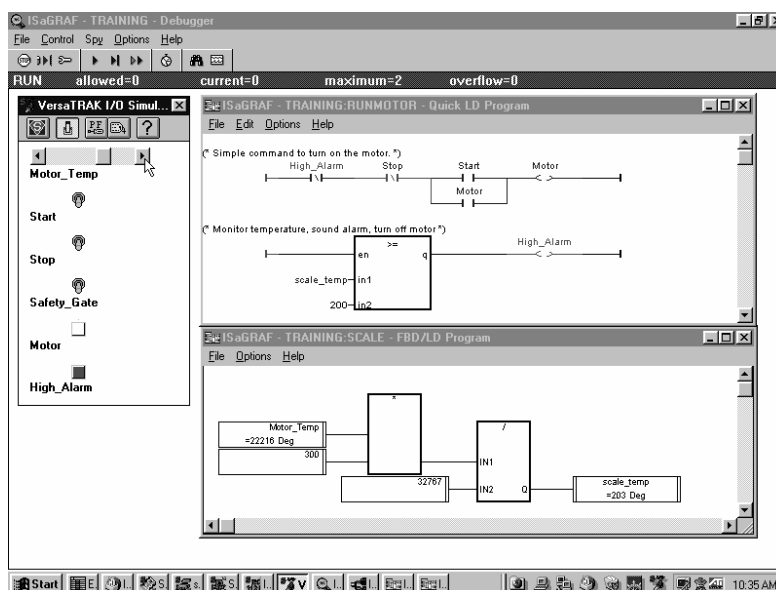 ISaGRAF - TRAINING - Debugger
File Control Spy Options Help
RUN allowed=0 current=0 maximum=2 overflow=0
VersaTRAK I/O Simul...
Motor_Temp
Start
Stop
Safety_Gate
Motor
High_Alarm
ISaGRAF - TRAINING:RUNMOTOR - Quick LD Program
File Edit Options Help
(* Simple command to turn on the motor. *)
High_Alarm Stop Start Motor
Motor
(* Monitor temperature, sound alarm, turn off motor *)
>= High_Alarm
en q
scale_temp in1
200 in2
ISaGRAF - TRAINING:SCALE - FBD/LD Program
File Options Help
*
Motor_Temp
=22216 Deg
300
/
32767
IN1
IN2 Q
scale_temp
=203 Deg
Start E. I.. S. s. S. I.. V I.. I.. I.. I.. 10:35 AM